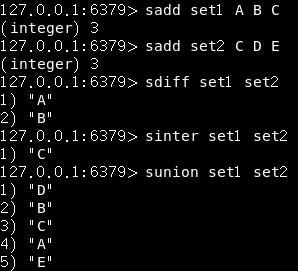 127.0.0.1:6379> sadd set1 A B C
(integer) 3
127.0.0.1:6379> sadd set2 C D E
(integer) 3
127.0.0.1:6379> sdiff set1 set2
1) "A"
2) "B"
127.0.0.1:6379> sinter set1 set2
1) "C"
127.0.0.1:6379> sunion set1 set2
1) "D"
2) "B"
3) "C"
4) "A"
5) "E"